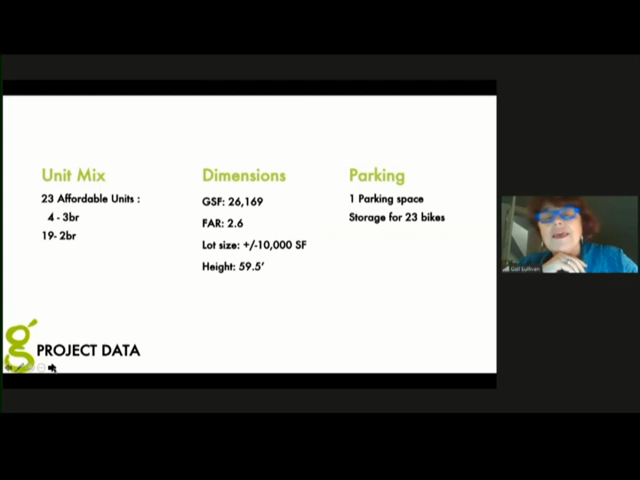 Unit Mix
23 Affordable Units :
4 - 3br
19- 2br
Dimensions
GSF: 26,169
FAR: 2.6
Lot size: +/-10,000 SF
Height: 59.5’
Parking
1 Parking space
Storage for 23 bikes
Gail Sullivan
g
PROJECT DATA